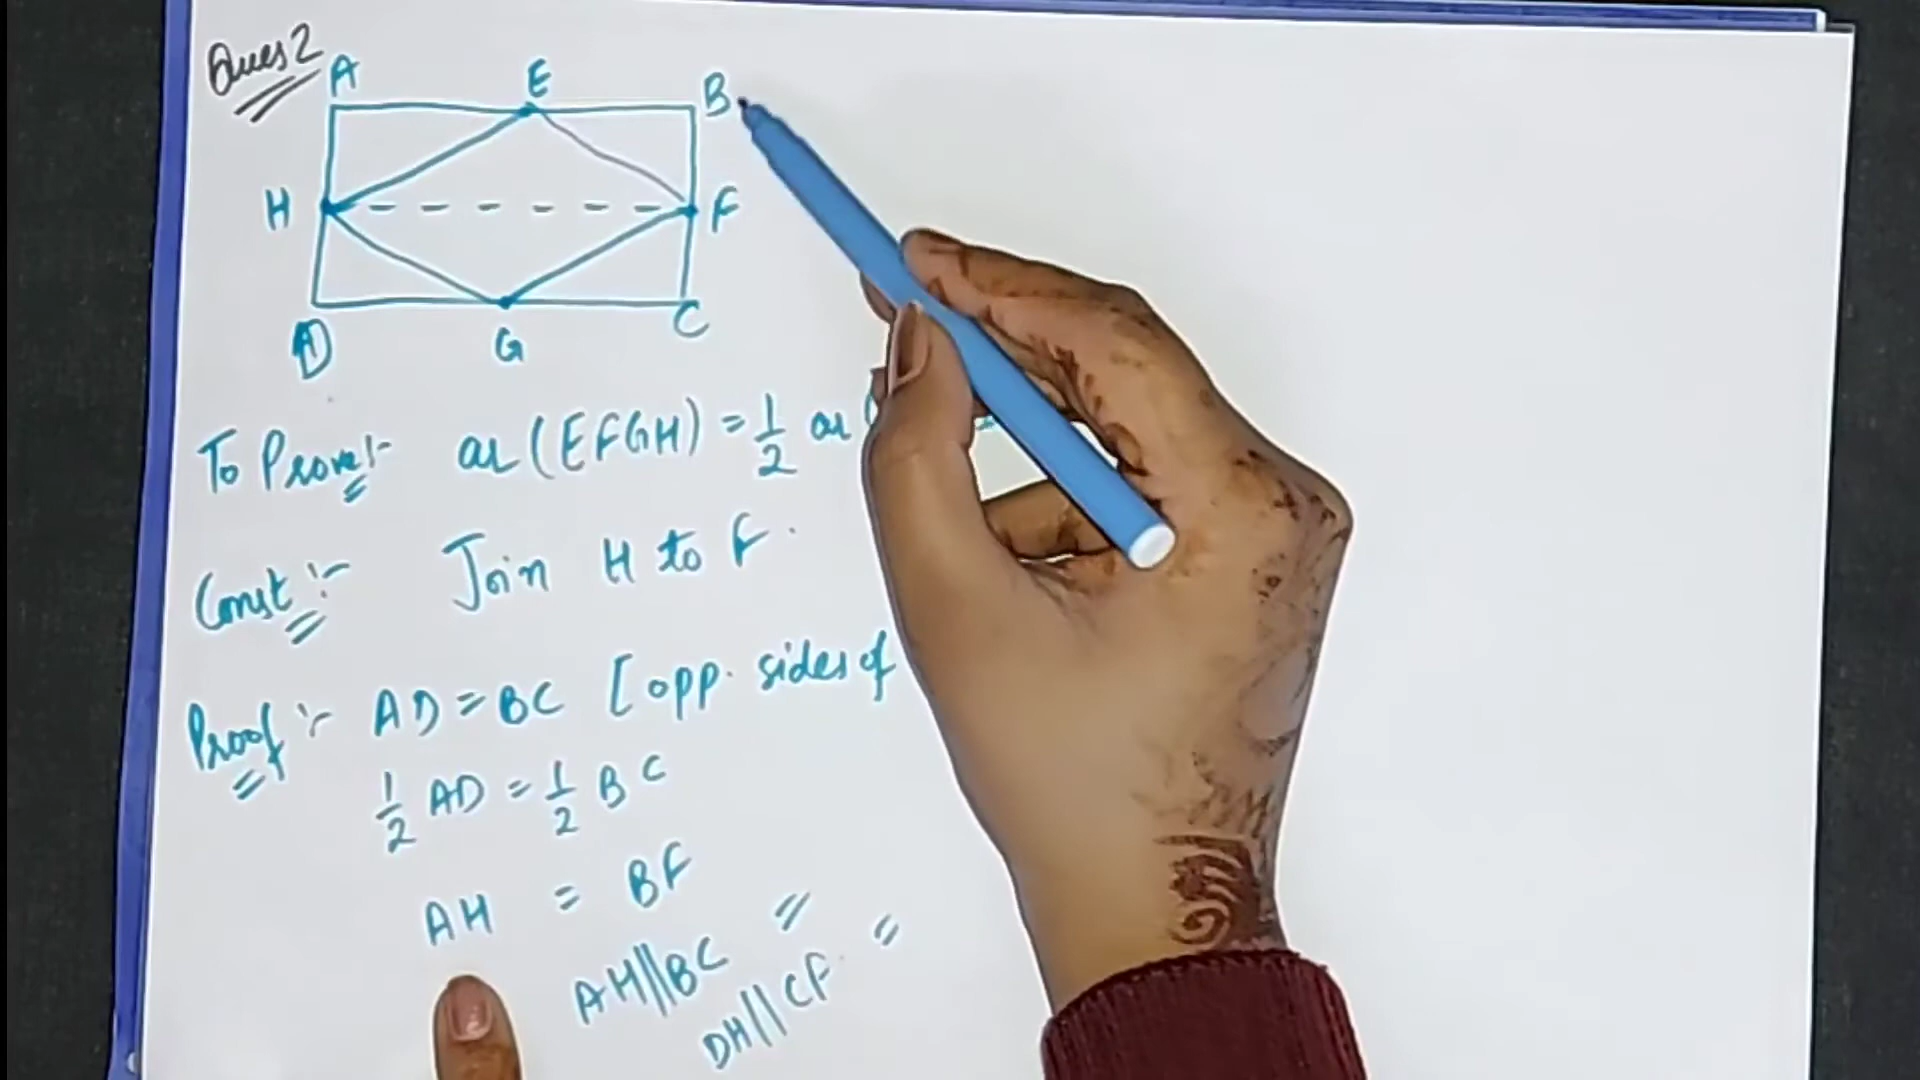 Ques 2
A E B
H F
D G C
To Prove:- ar (EFGH) = 1/2 ar (
Const:- Join H to F.
Proof:- AD = BC [opp. sides of
1/2 AD = 1/2 BC
AH = BF
AH || BC
DH || CF